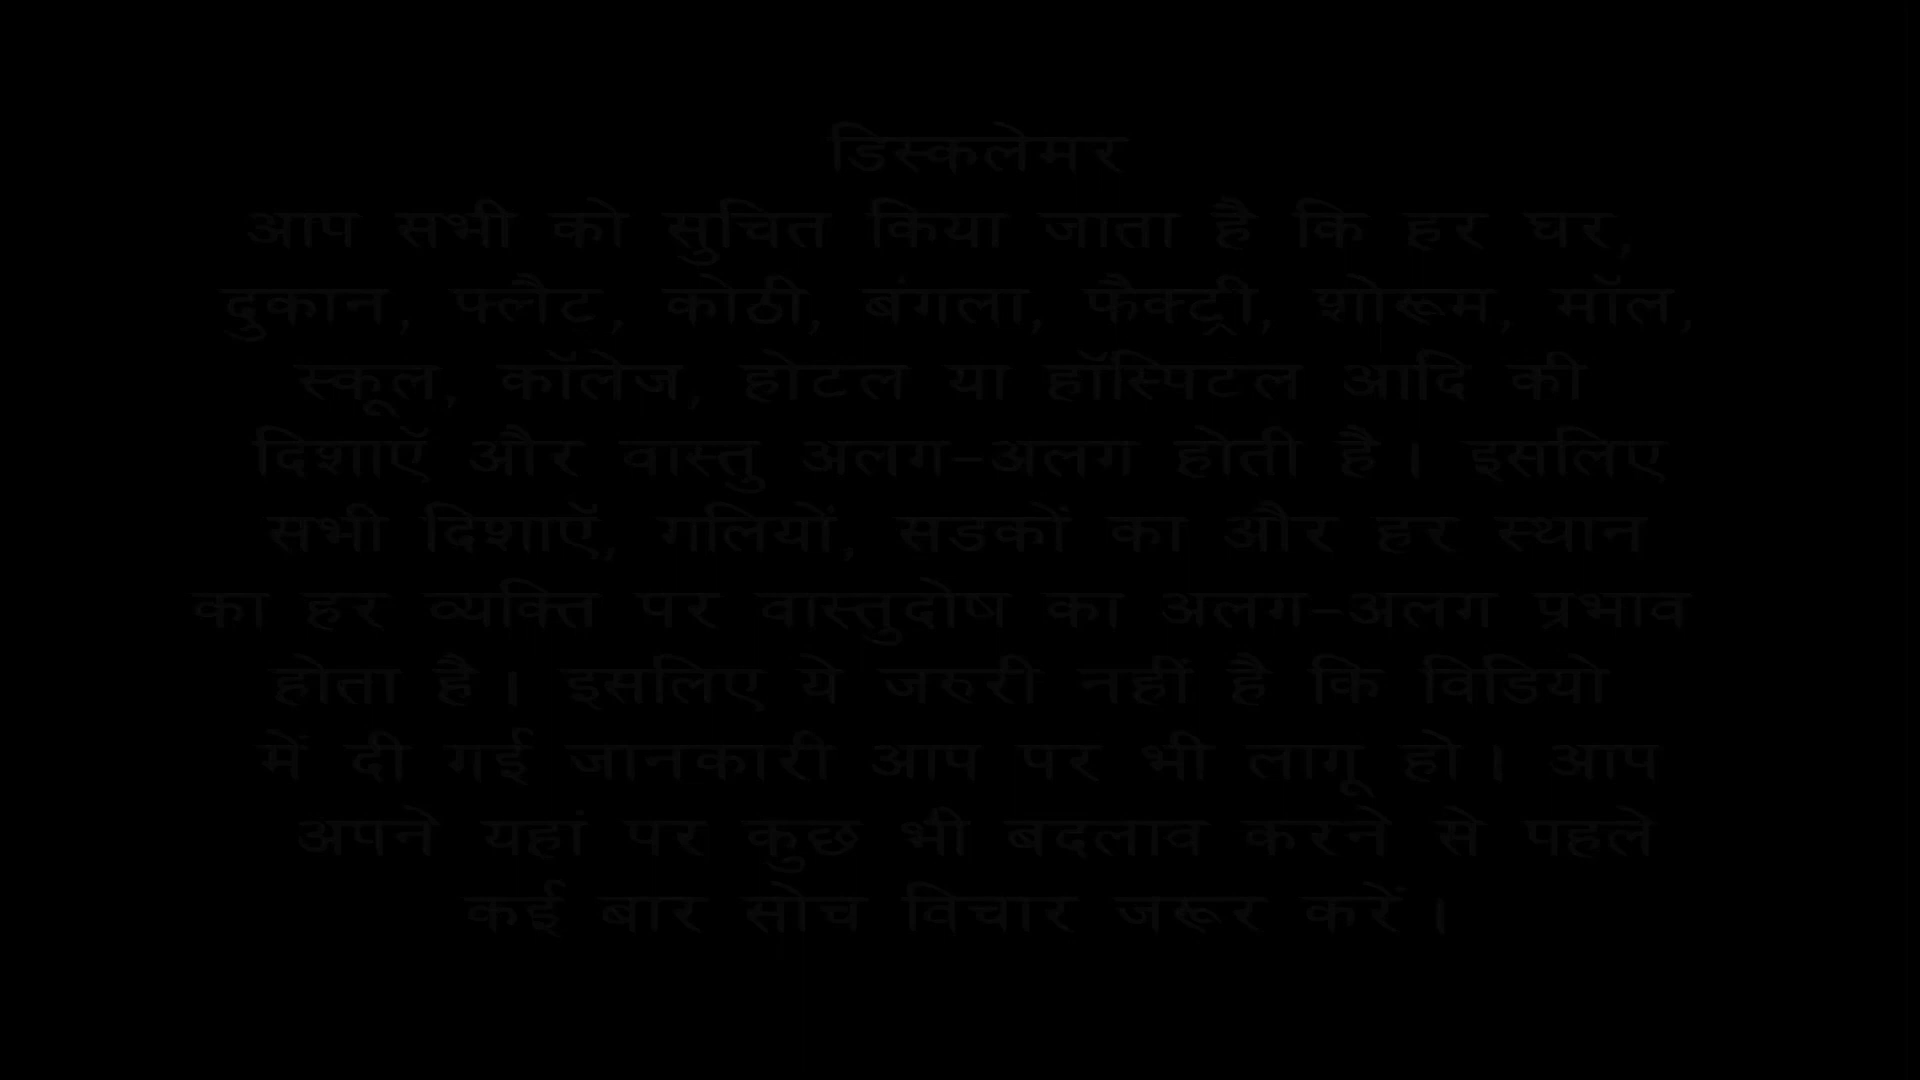 डिस्कलेमर
आप सभी को सुचित किया जाता है कि हर घर,
दुकान, फ्लैट, कोठी, बंगला, फैक्ट्री, शोरूम, मॉल,
स्कूल, कॉलेज, होटल या हॉस्पिटल आदि की
दिशाएँ और वास्तु अलग–अलग होती है। इसलिए
सभी दिशाएँ, गलियों, सडकों का और हर स्थान
का हर व्यक्ति पर वास्तुदोष का अलग–अलग प्रभाव
होता है। इसलिए ये जरुरी नहीं है कि विडियो
में दी गई जानकारी आप पर भी लागू हो। आप
अपने यहां पर कुछ भी बदलाव करने से पहले
कई बार सोच विचार जरूर करें।